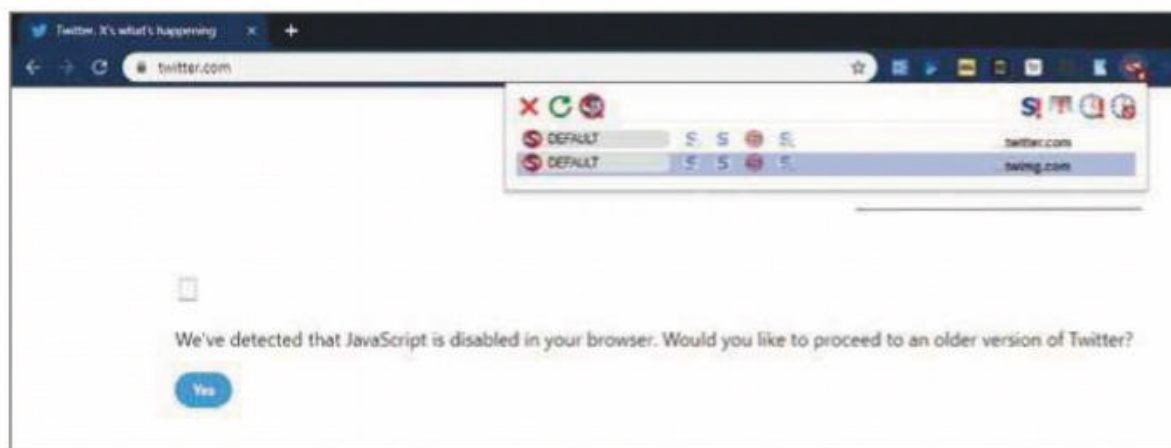 Twitter. It's what's happening
twitter.com
DEFAULT
...twitter.com
DEFAULT
...twimg.com
We've detected that JavaScript is disabled in your browser. Would you like to proceed to an older version of Twitter?
Yes